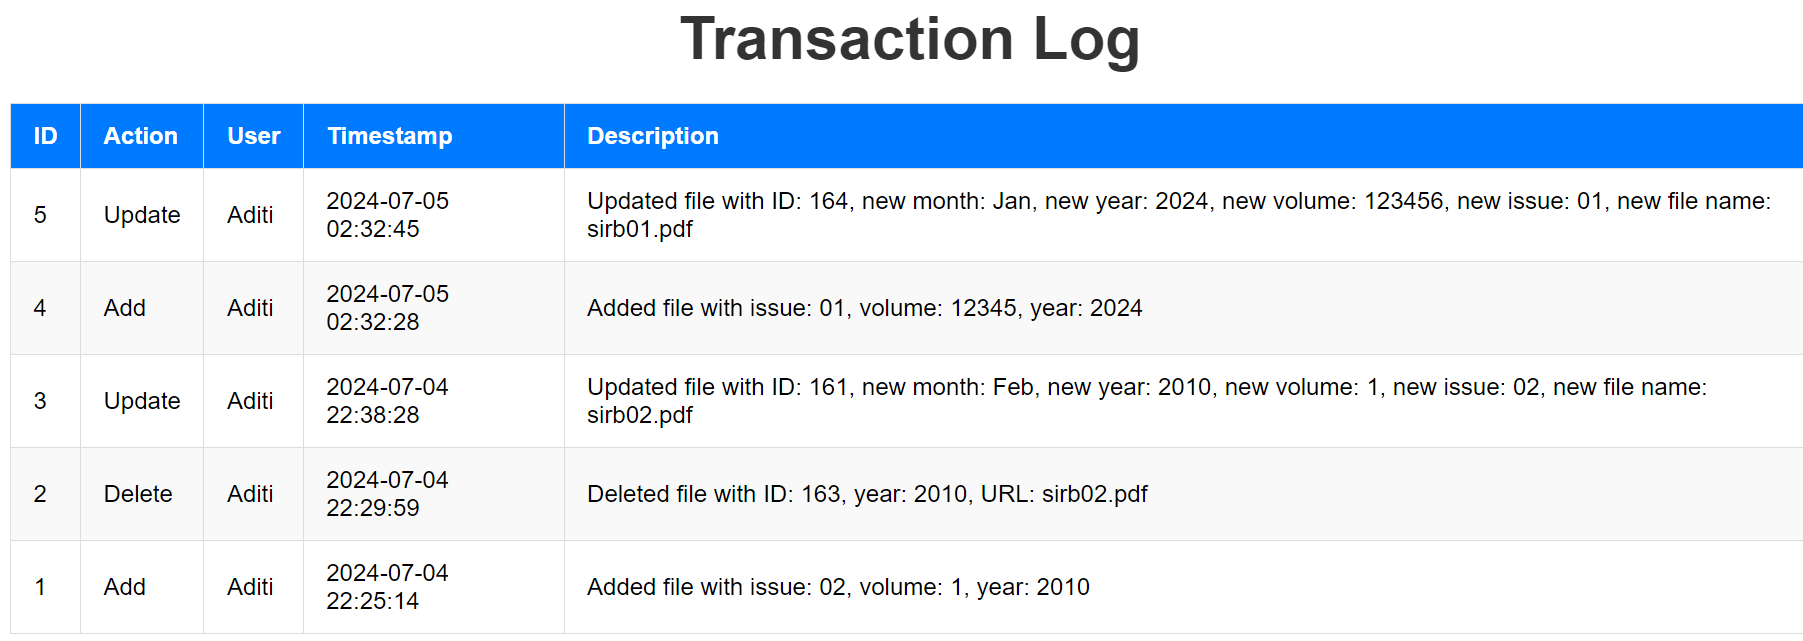 Transaction Log
ID Action User Timestamp Description
5 Update Aditi 2024-07-05 02:32:45 Updated file with ID: 164, new month: Jan, new year: 2024, new volume: 123456, new issue: 01, new file name: sirb01.pdf
4 Add Aditi 2024-07-05 02:32:28 Added file with issue: 01, volume: 12345, year: 2024
3 Update Aditi 2024-07-04 22:38:28 Updated file with ID: 161, new month: Feb, new year: 2010, new volume: 1, new issue: 02, new file name: sirb02.pdf
2 Delete Aditi 2024-07-04 22:29:59 Deleted file with ID: 163, year: 2010, URL: sirb02.pdf
1 Add Aditi 2024-07-04 22:25:14 Added file with issue: 02, volume: 1, year: 2010